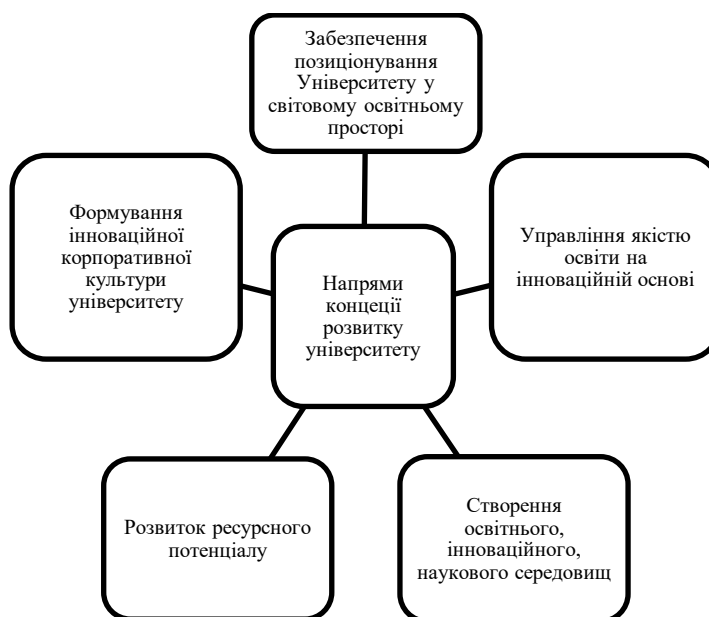 Забезпечення
позиціонування
Університету у
світовому освітньому
просторі
Формування
інноваційної
корпоративної
культури
університету
Управління якістю
освіти на
інноваційній основі
Напрями
концеції
розвитку
університету
Розвиток ресурсного
потенціалу
Створення
освітнього,
інноваційного,
наукового середовищ